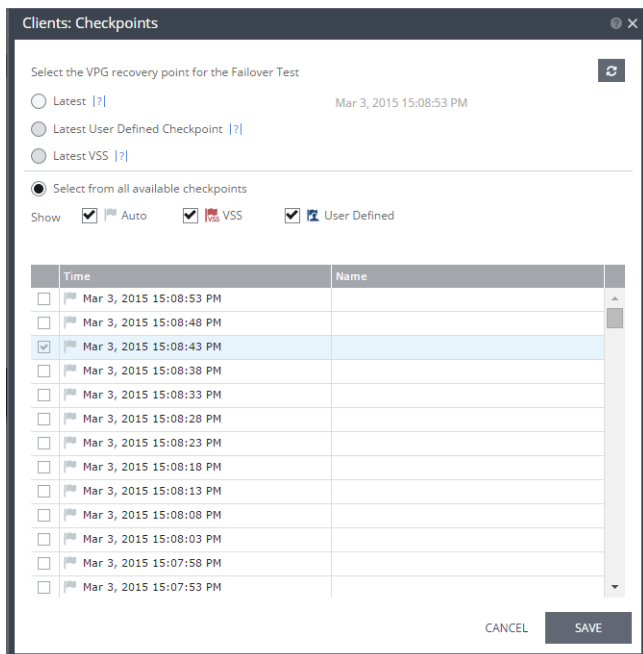 Clients: Checkpoints
Select the VPG recovery point for the Failover Test
Latest |?| Mar 3, 2015 15:08:53 PM
Latest User Defined Checkpoint |?|
Latest VSS |?|
Select from all available checkpoints
Show Auto VSS VSS User Defined
Time Name
Mar 3, 2015 15:08:53 PM
Mar 3, 2015 15:08:48 PM
Mar 3, 2015 15:08:43 PM
Mar 3, 2015 15:08:38 PM
Mar 3, 2015 15:08:33 PM
Mar 3, 2015 15:08:28 PM
Mar 3, 2015 15:08:23 PM
Mar 3, 2015 15:08:18 PM
Mar 3, 2015 15:08:13 PM
Mar 3, 2015 15:08:08 PM
Mar 3, 2015 15:08:03 PM
Mar 3, 2015 15:07:58 PM
Mar 3, 2015 15:07:53 PM
CANCEL SAVE